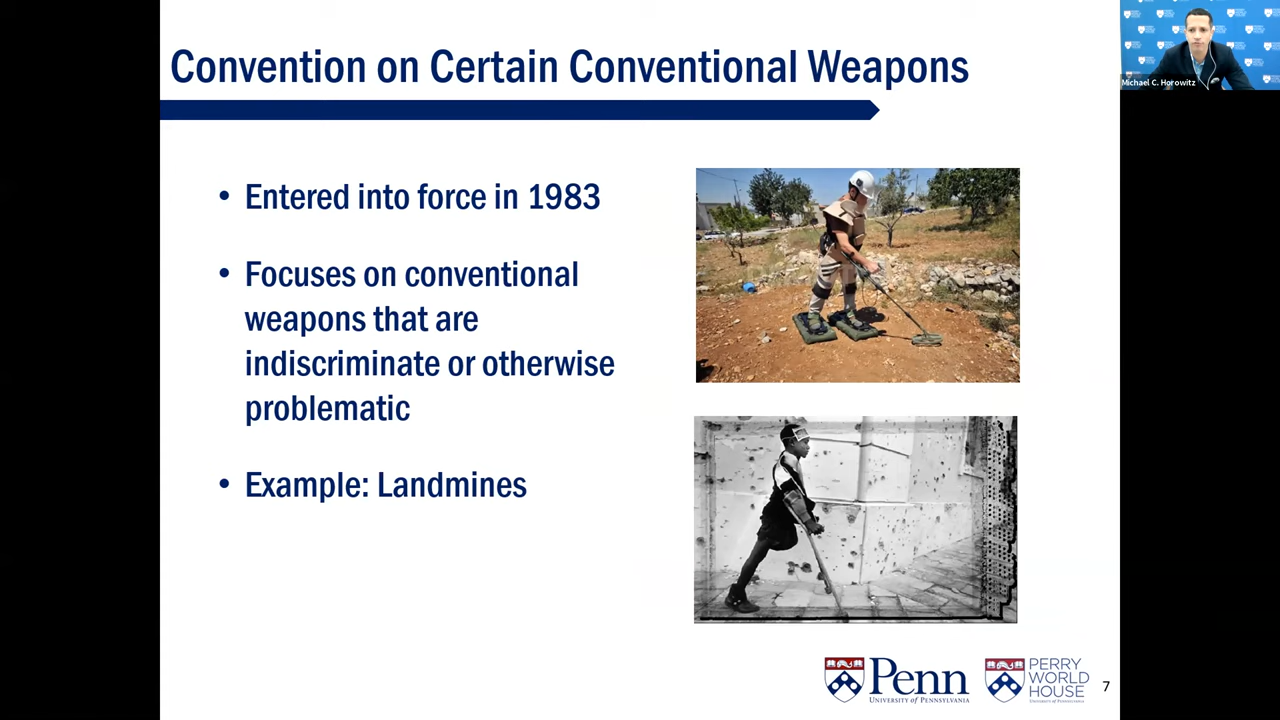 Convention on Certain Conventional Weapons
Michael C. Horowitz
• Entered into force in 1983
• Focuses on conventional
weapons that are
indiscriminate or otherwise
problematic
• Example: Landmines
Penn
UNIVERSITY of PENNSYLVANIA
PERRY
WORLD
HOUSE
University of Pennsylvania
7